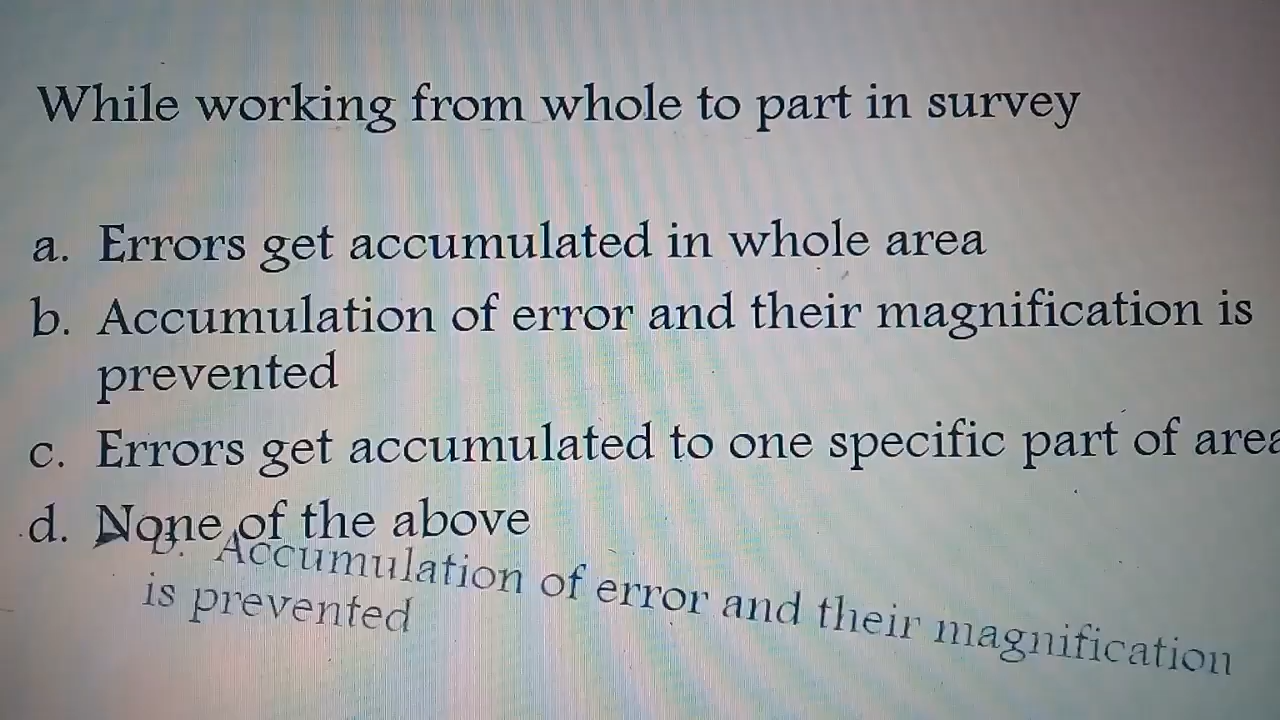 While working from whole to part in survey
a. Errors get accumulated in whole area
b. Accumulation of error and their magnification is
prevented
c. Errors get accumulated to one specific part of area
d. None of the above
b. Accumulation of error and their magnification
is prevented